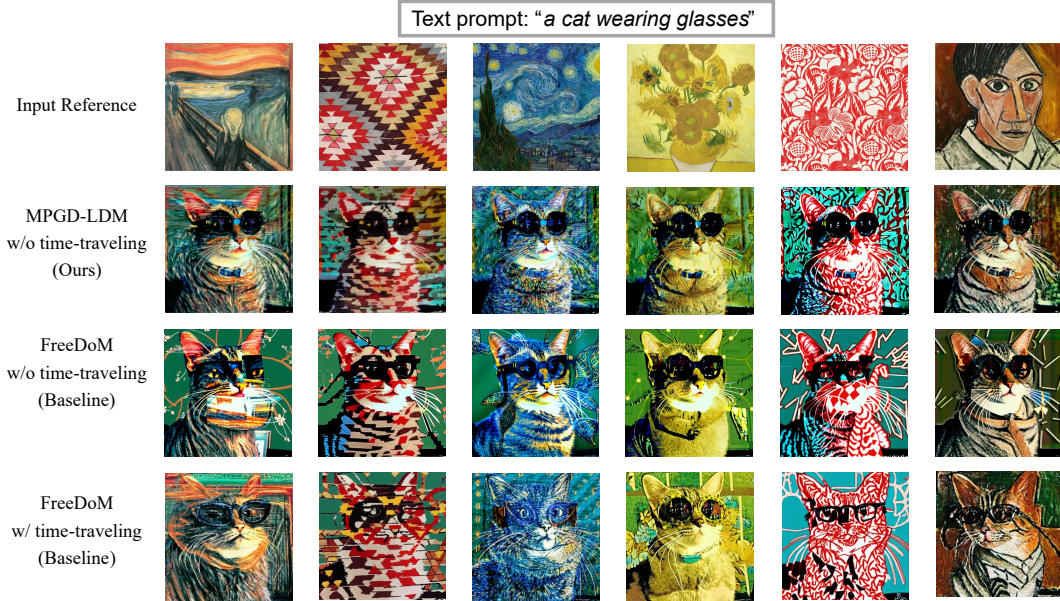 Text prompt: “a cat wearing glasses”
Input Reference
MPGD-LDM
w/o time-traveling
(Ours)
FreeDoM
w/o time-traveling
(Baseline)
FreeDoM
w/ time-traveling
(Baseline)